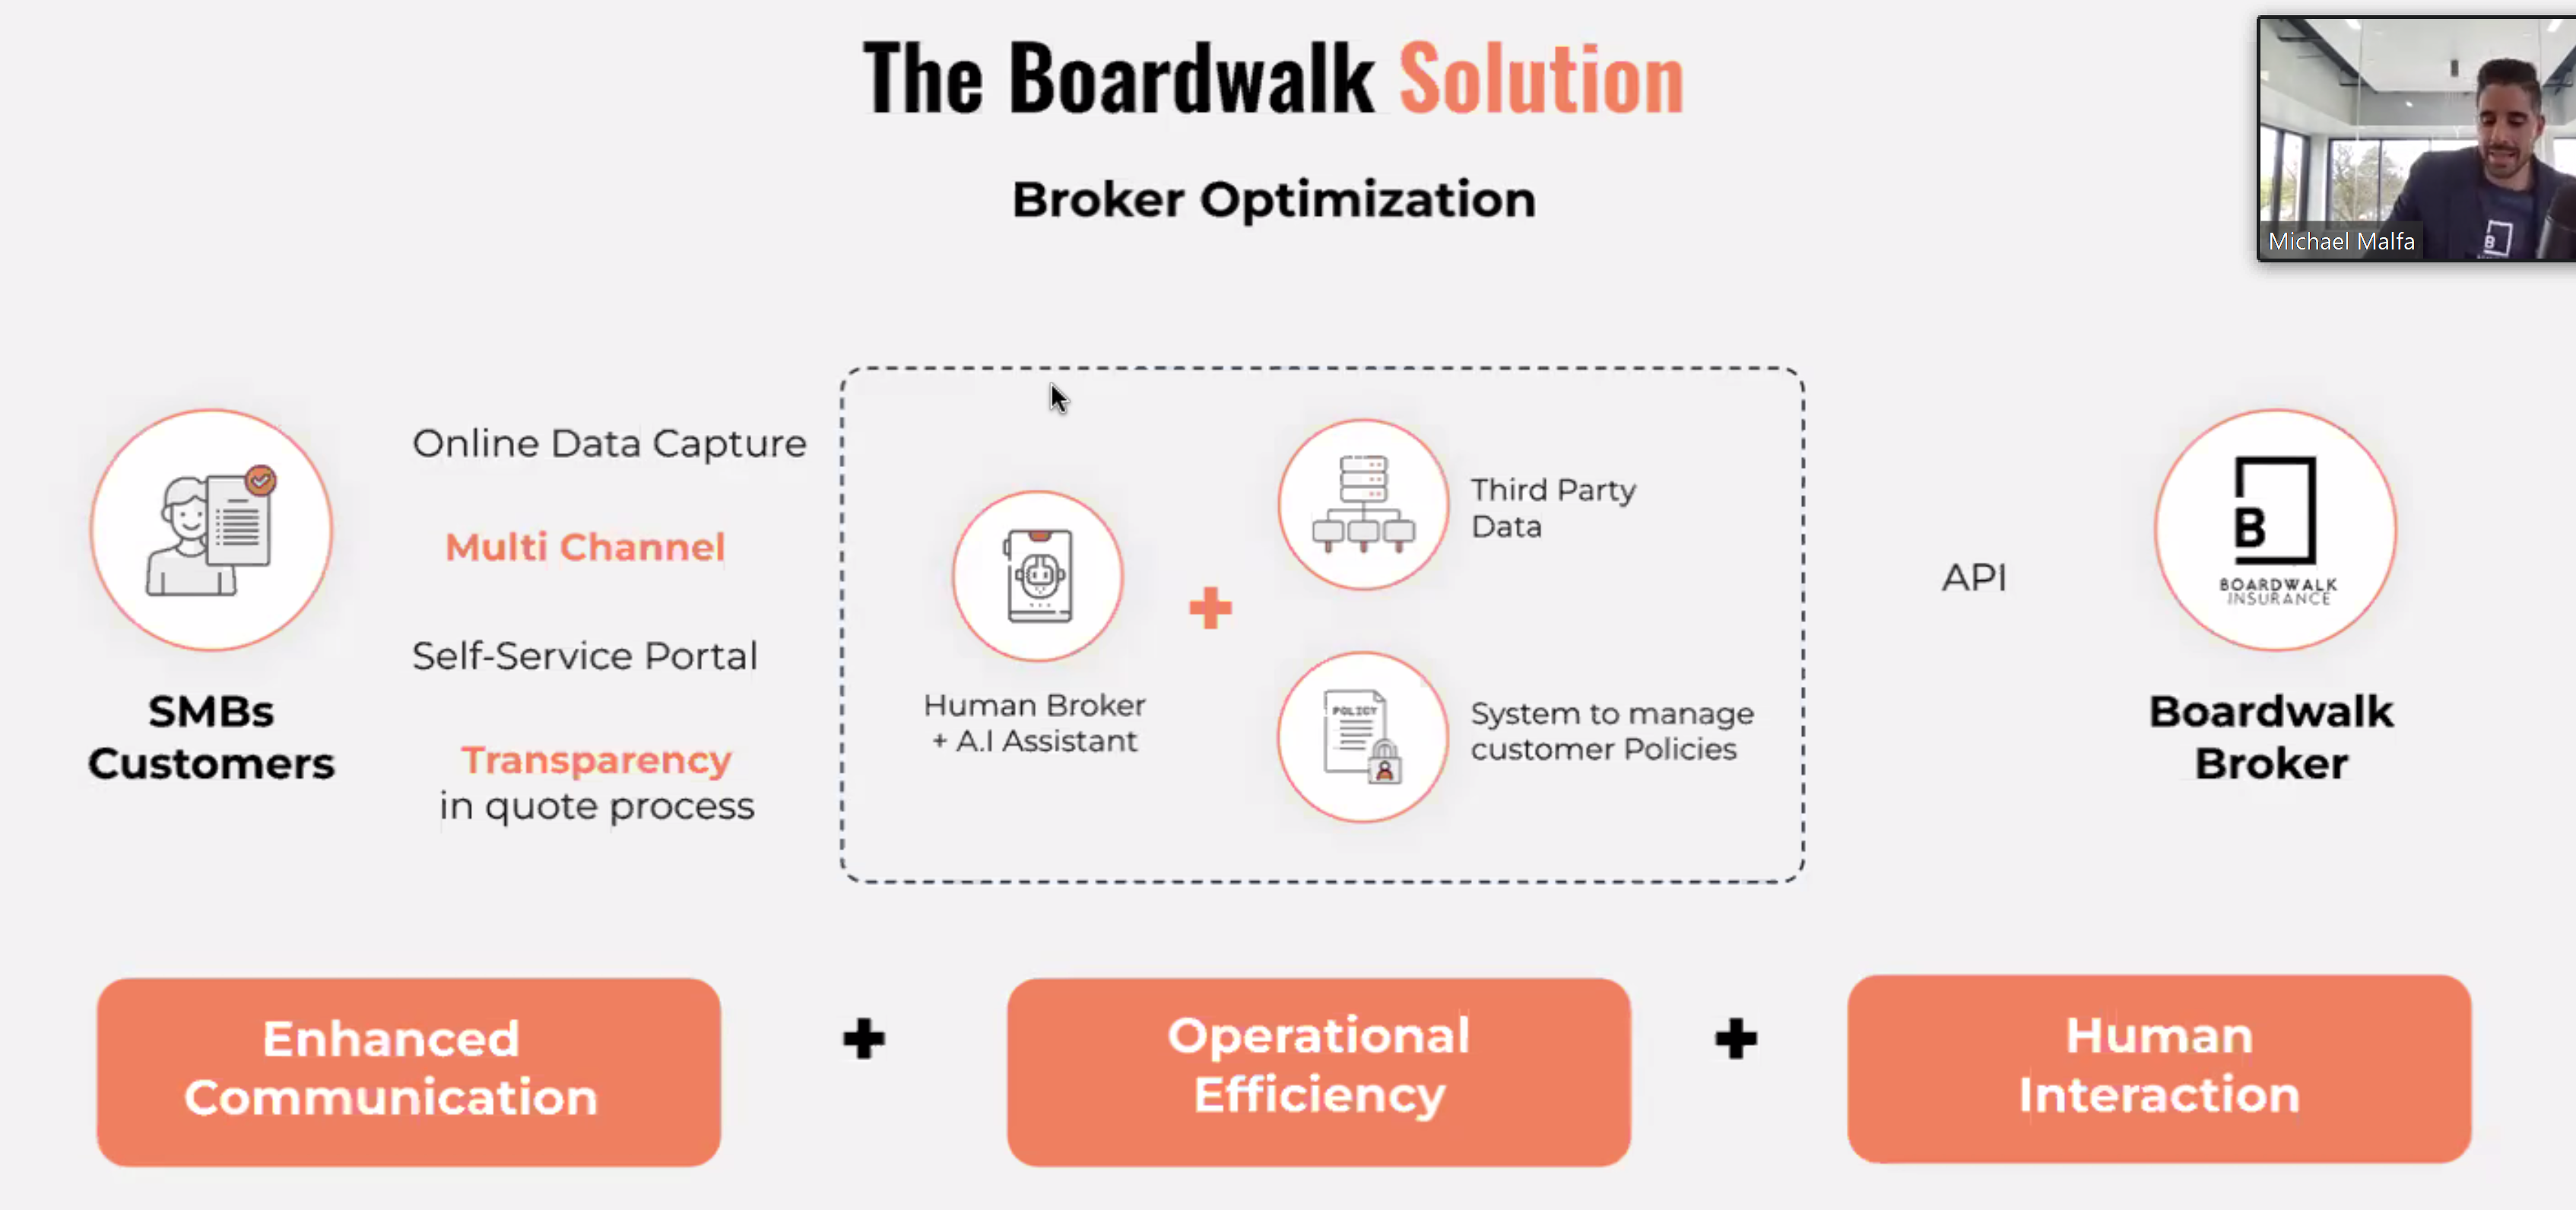 The Boardwalk Solution
Broker Optimization
Michael Malfa
B
SMBs
Customers
Online Data Capture
Multi Channel
Self-Service Portal
Transparency
in quote process
Human Broker
+ A.I Assistant
+
Third Party
Data
POLICY
System to manage
customer Policies
API
B
BOARDWALK
INSURANCE
Boardwalk
Broker
Enhanced
Communication
+
Operational
Efficiency
+
Human
Interaction